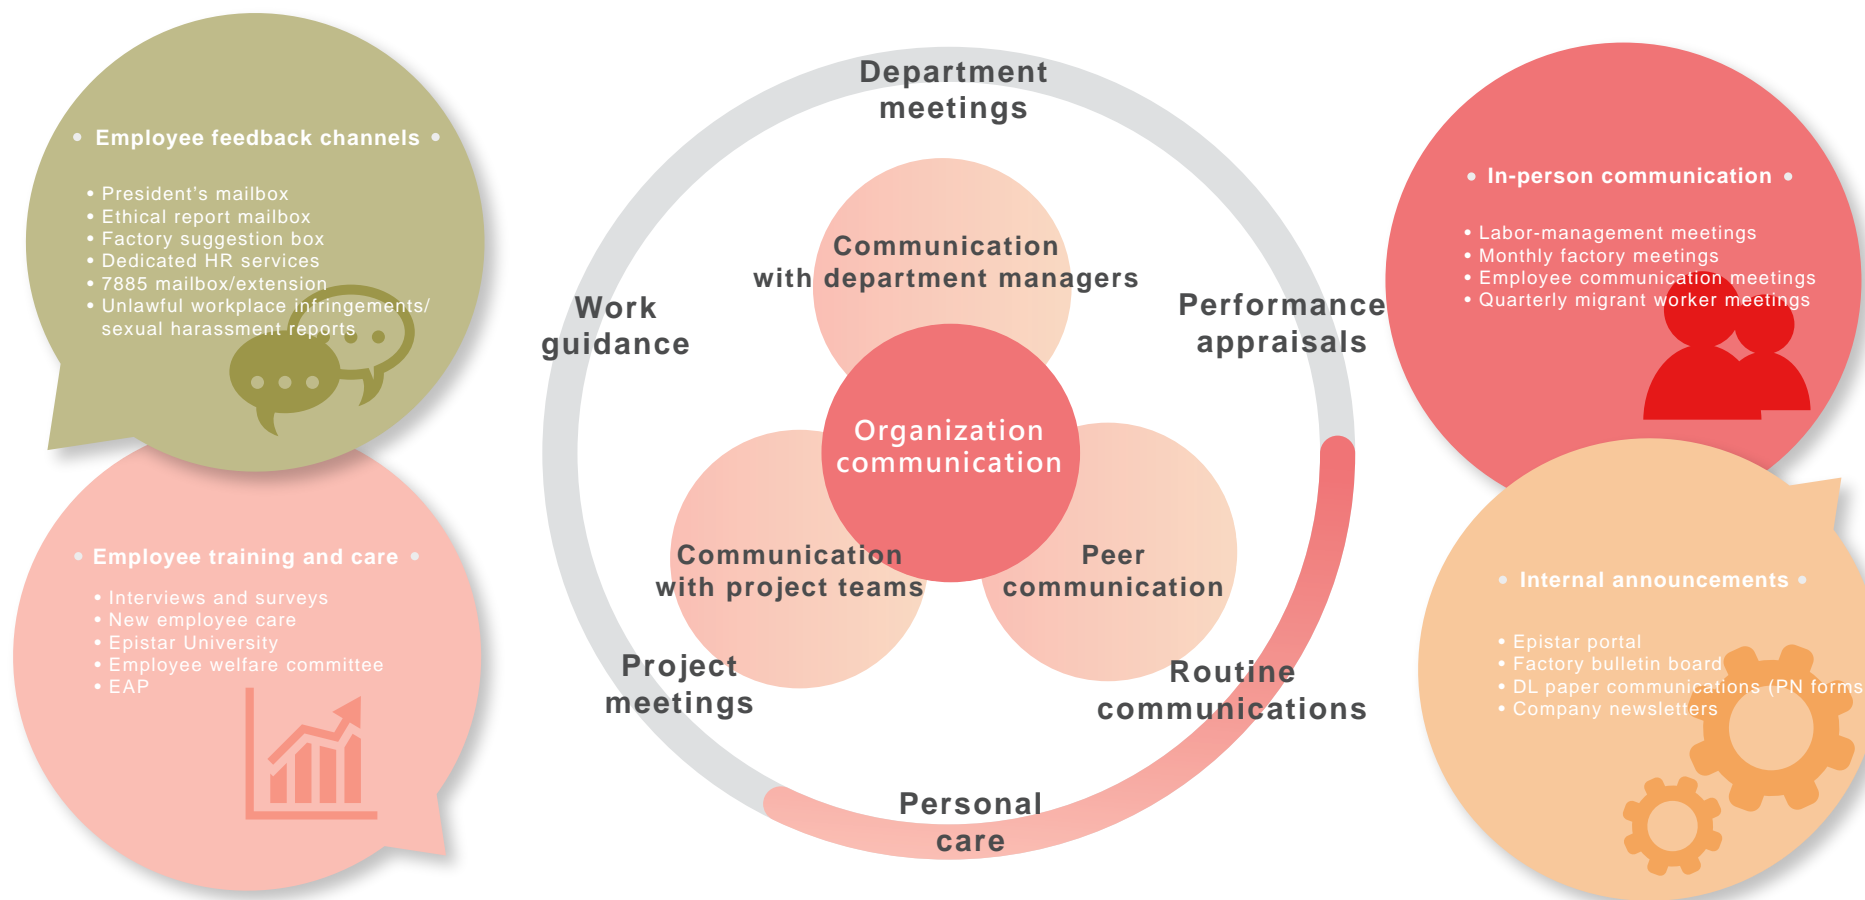 • Employee feedback channels •
• President's mailbox
• Ethical report mailbox
• Factory suggestion box
• Dedicated HR services
• 7885 mailbox/extension
• Unlawful workplace infringements/
sexual harassment reports
• Employee training and care •
• Interviews and surveys
• New employee care
• Epistar University
• Employee welfare committee
• EAP
Department
meetings
Communication
with department managers
Work
guidance
Performance
appraisals
Organization
communication
Communication
with project teams
Peer
communication
Project
meetings
Routine
communications
Personal
care
• In-person communication •
• Labor-management meetings
• Monthly factory meetings
• Employee communication meetings
• Quarterly migrant worker meetings
• Internal announcements •
• Epistar portal
• Factory bulletin board
• DL paper communications (PN forms
• Company newsletters